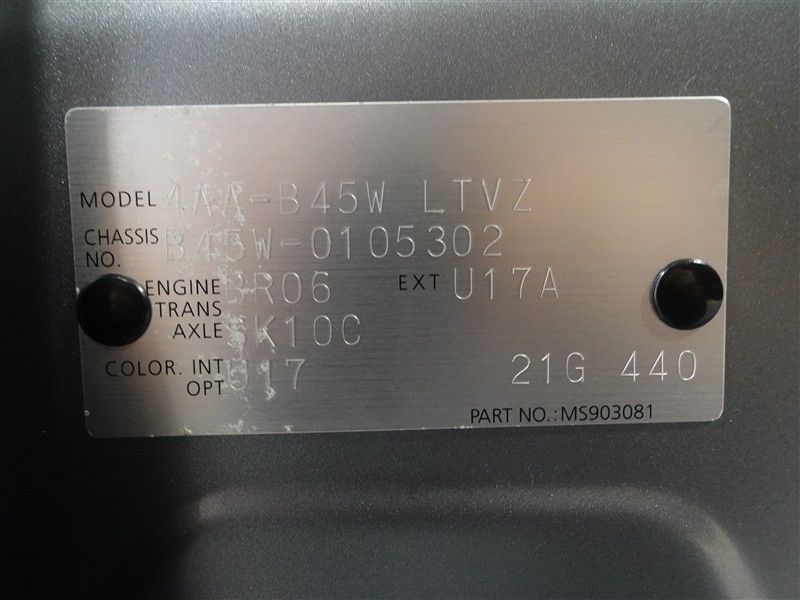 MODEL 4AA-B45W LTVZ
CHASSIS NO. B45W-0105302
ENGINE BR06 EXT U17A
TRANS AXLE SK10C
COLOR. INT OPT U17 21G 440
PART NO.:MS903081